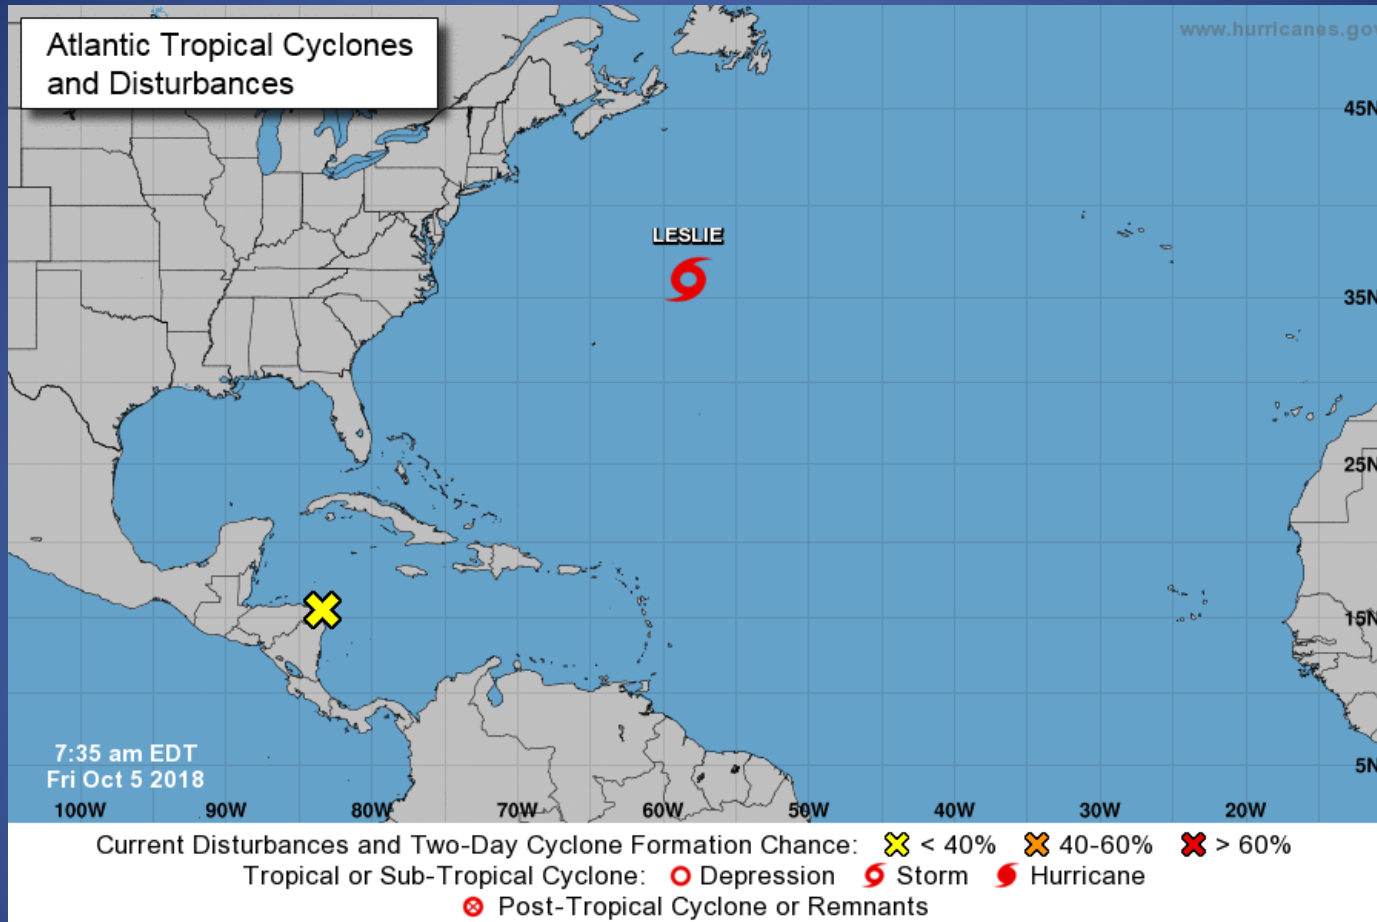 Atlantic Tropical Cyclones
and Disturbances
www.hurricanes.gov
45N
LESLIE
35N
25N
15N
7:35 am EDT
Fri Oct 5 2018
5N
100W 90W 80W 70W 60W 50W 40W 30W 20W
Current Disturbances and Two-Day Cyclone Formation Chance: < 40% 40-60% > 60%
Tropical or Sub-Tropical Cyclone: Depression Storm Hurricane
Post-Tropical Cyclone or Remnants